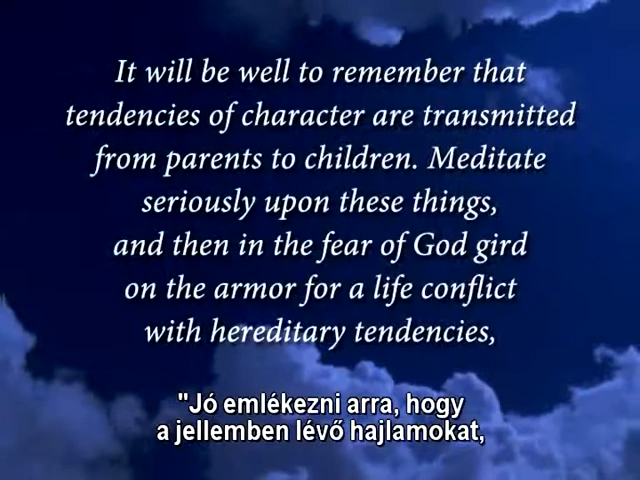 It will be well to remember that
tendencies of character are transmitted
from parents to children. Meditate
seriously upon these things,
and then in the fear of God gird
on the armor for a life conflict
with hereditary tendencies,
"Jó emlékezni arra, hogy
a jellemben lévő hajlamokat,